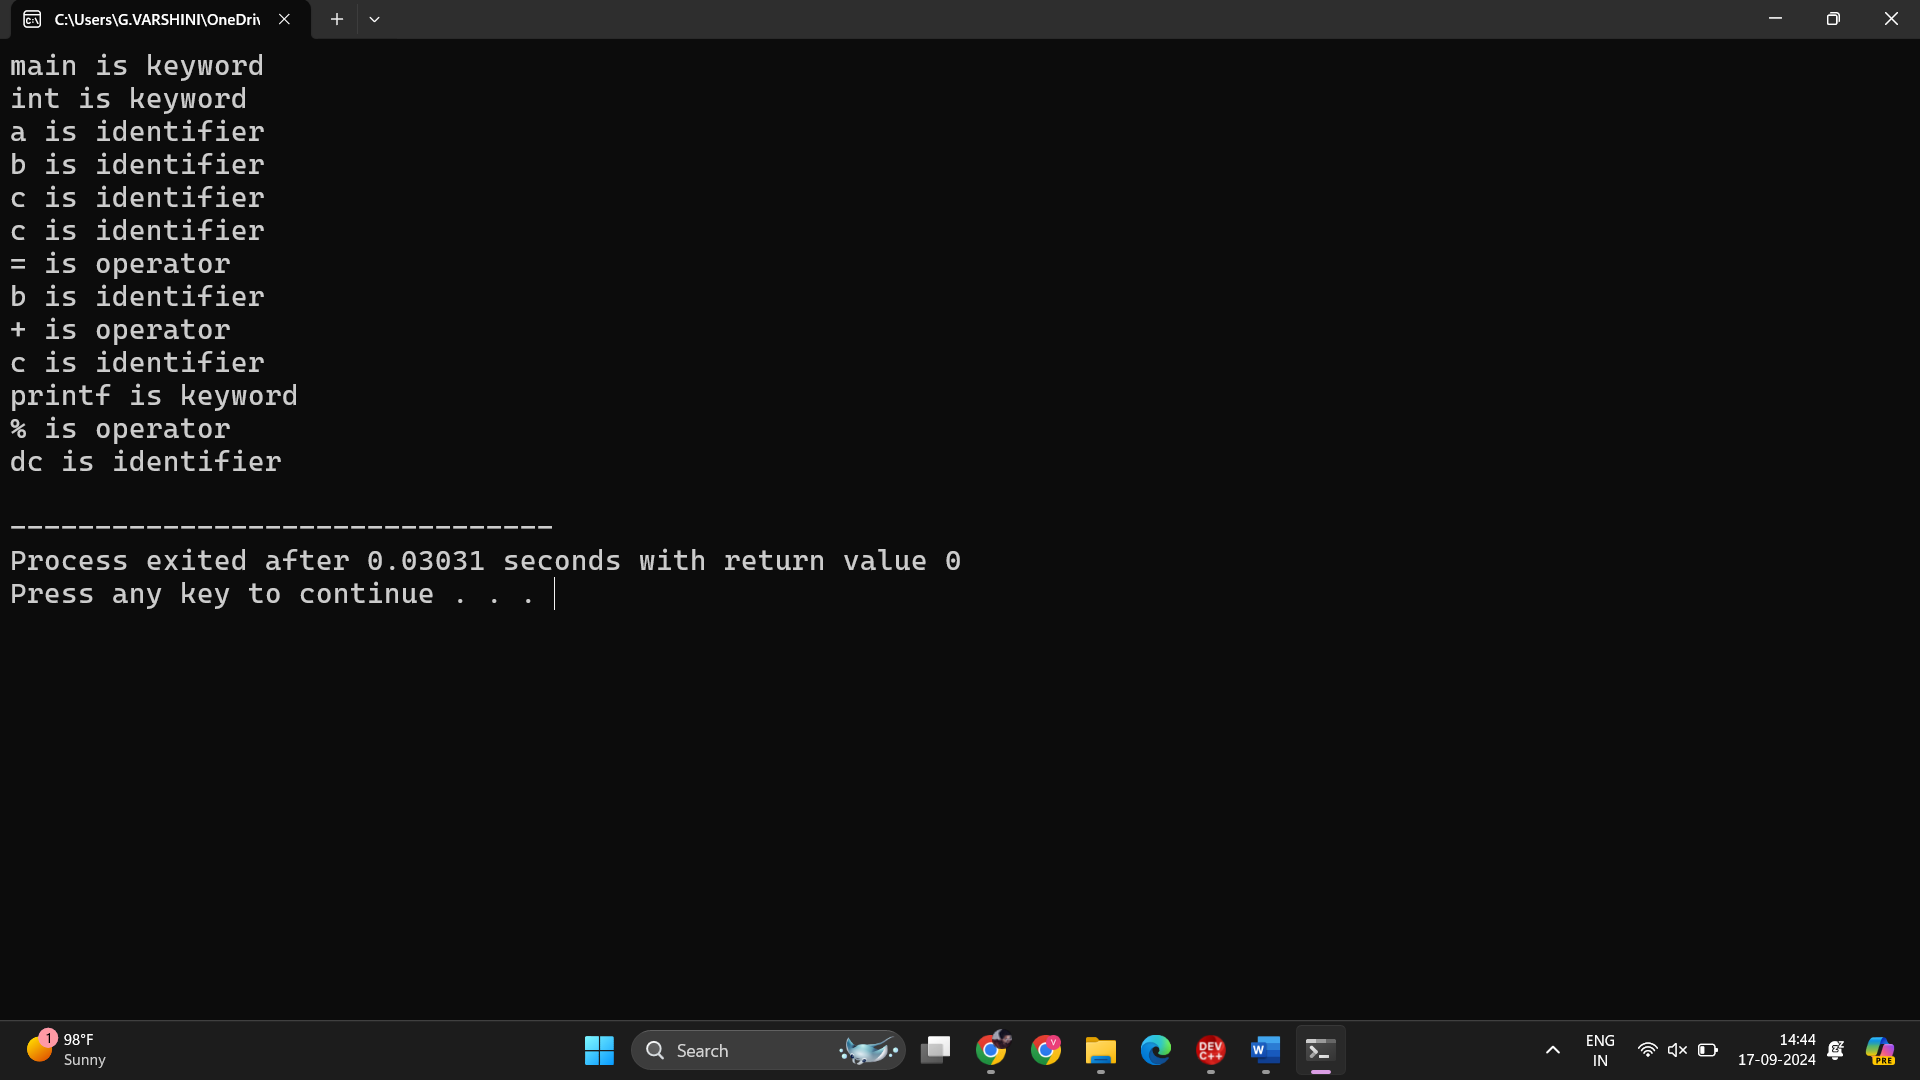 C:\Users\G.VARSHINI\OneDri
main is keyword
int is keyword
a is identifier
b is identifier
c is identifier
c is identifier
= is operator
b is identifier
+ is operator
c is identifier
printf is keyword
% is operator
dc is identifier
--------------------------------
Process exited after 0.03031 seconds with return value 0
Press any key to continue . . .
1
98°F
Sunny
Search
V
DEV
C++
W
ENG
IN
14:44
17-09-2024
PRE